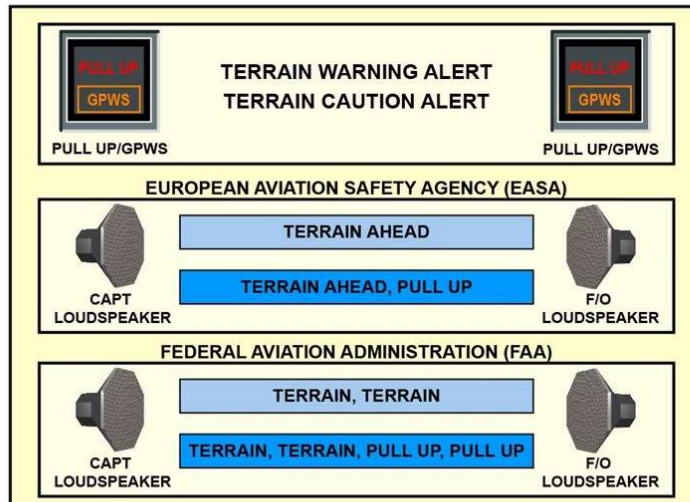 PULL UP
GPWS
PULL UP/GPWS
TERRAIN WARNING ALERT
TERRAIN CAUTION ALERT
PULL UP
GPWS
PULL UP/GPWS
EUROPEAN AVIATION SAFETY AGENCY (EASA)
CAPT
LOUDSPEAKER
TERRAIN AHEAD
TERRAIN AHEAD, PULL UP
F/O
LOUDSPEAKER
FEDERAL AVIATION ADMINISTRATION (FAA)
CAPT
LOUDSPEAKER
TERRAIN, TERRAIN
TERRAIN, TERRAIN, PULL UP, PULL UP
F/O
LOUDSPEAKER